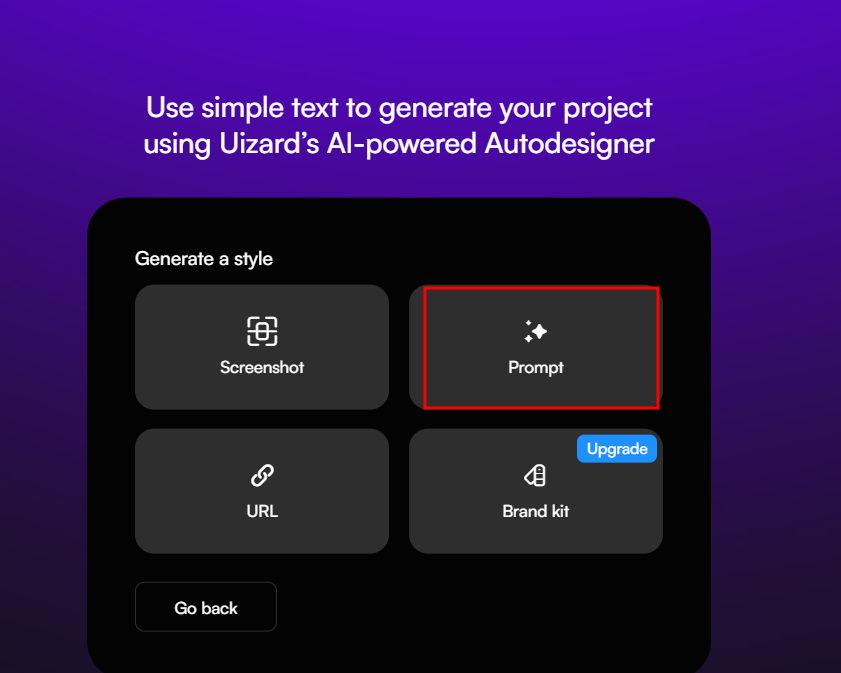 Use simple text to generate your project
using Uizard’s AI-powered Autodesigner
Generate a style
Screenshot
Prompt
Upgrade
URL
Brand kit
Go back